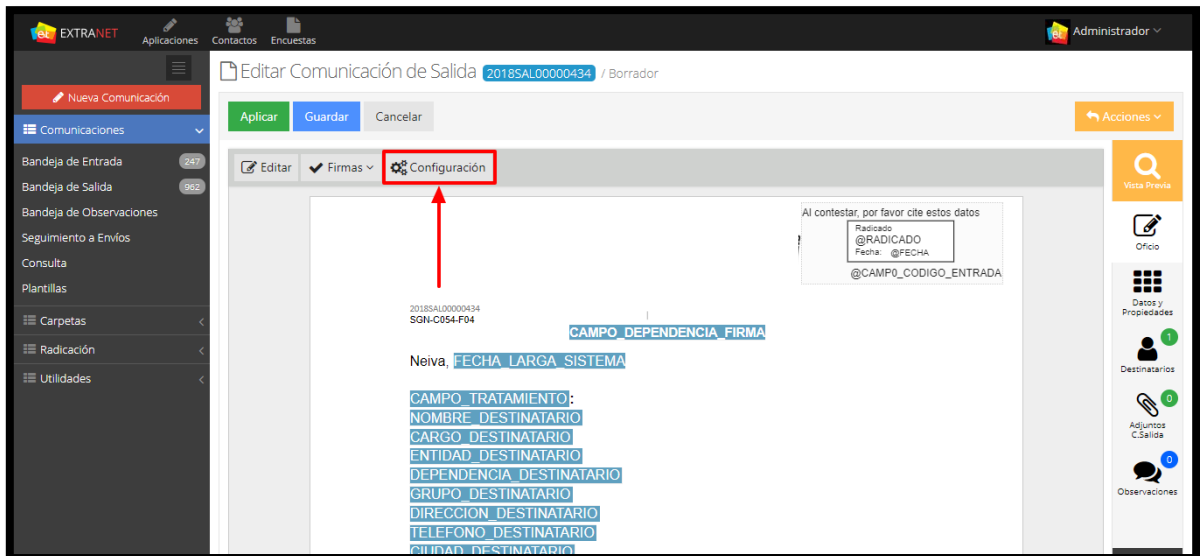 EXTRANET
Aplicaciones
Contactos
Encuestas
Administrador
Nueva Comunicación
Comunicaciones
Bandeja de Entrada 247
Bandeja de Salida 962
Bandeja de Observaciones
Seguimiento a Envíos
Consulta
Plantillas
Carpetas
Radicación
Utilidades
Editar Comunicación de Salida 2018SAL00000434 / Borrador
Aplicar Guardar Cancelar
Acciones
Editar Firmas Configuración
Al contestar, por favor cite estos datos
Radicado
@RADICADO
Fecha: @FECHA
@CAMP0_CODIGO_ENTRADA
2018SAL00000434
SGN-C054-F04
CAMPO_DEPENDENCIA_FIRMA
Neiva, FECHA_LARGA_SISTEMA
CAMPO_TRATAMIENTO:
NOMBRE_DESTINATARIO
CARGO_DESTINATARIO
ENTIDAD_DESTINATARIO
DEPENDENCIA_DESTINATARIO
GRUPO_DESTINATARIO
DIRECCION_DESTINATARIO
TELEFONO_DESTINATARIO
CIUDAD_DESTINATARIO
Vista Previa
Oficio
Datos y
Propiedades
1
Destinatarios
0
Adjuntos
C.Salida
0
Observaciones